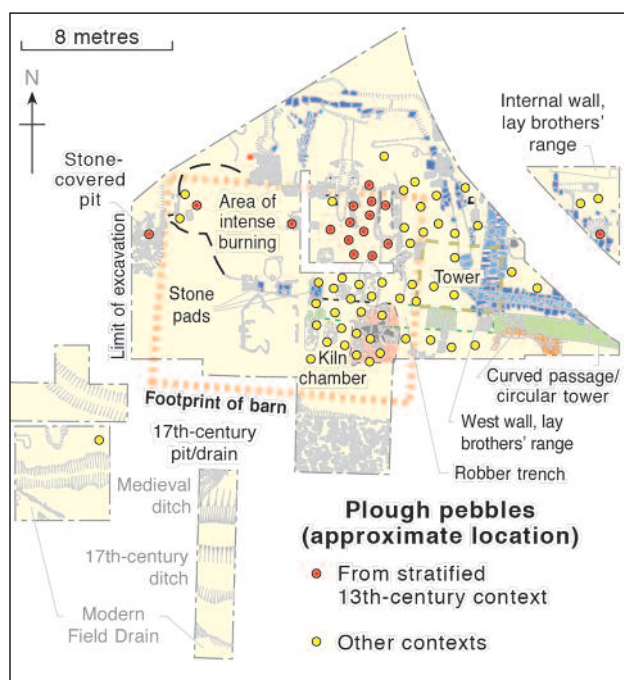 8 metres
N
Internal wall,
lay brothers'
range
Stone-
covered
pit
Area of
intense
burning
Limit of excavation
Tower
Stone
pads
Kiln
chamber
Curved passage/
circular tower
Footprint of barn
West wall, lay
brothers' range
17th-century
pit/drain
Robber trench
Medieval
ditch
17th-century
ditch
Modern
Field Drain
Plough pebbles
(approximate location)
From stratified
13th-century context
Other contexts